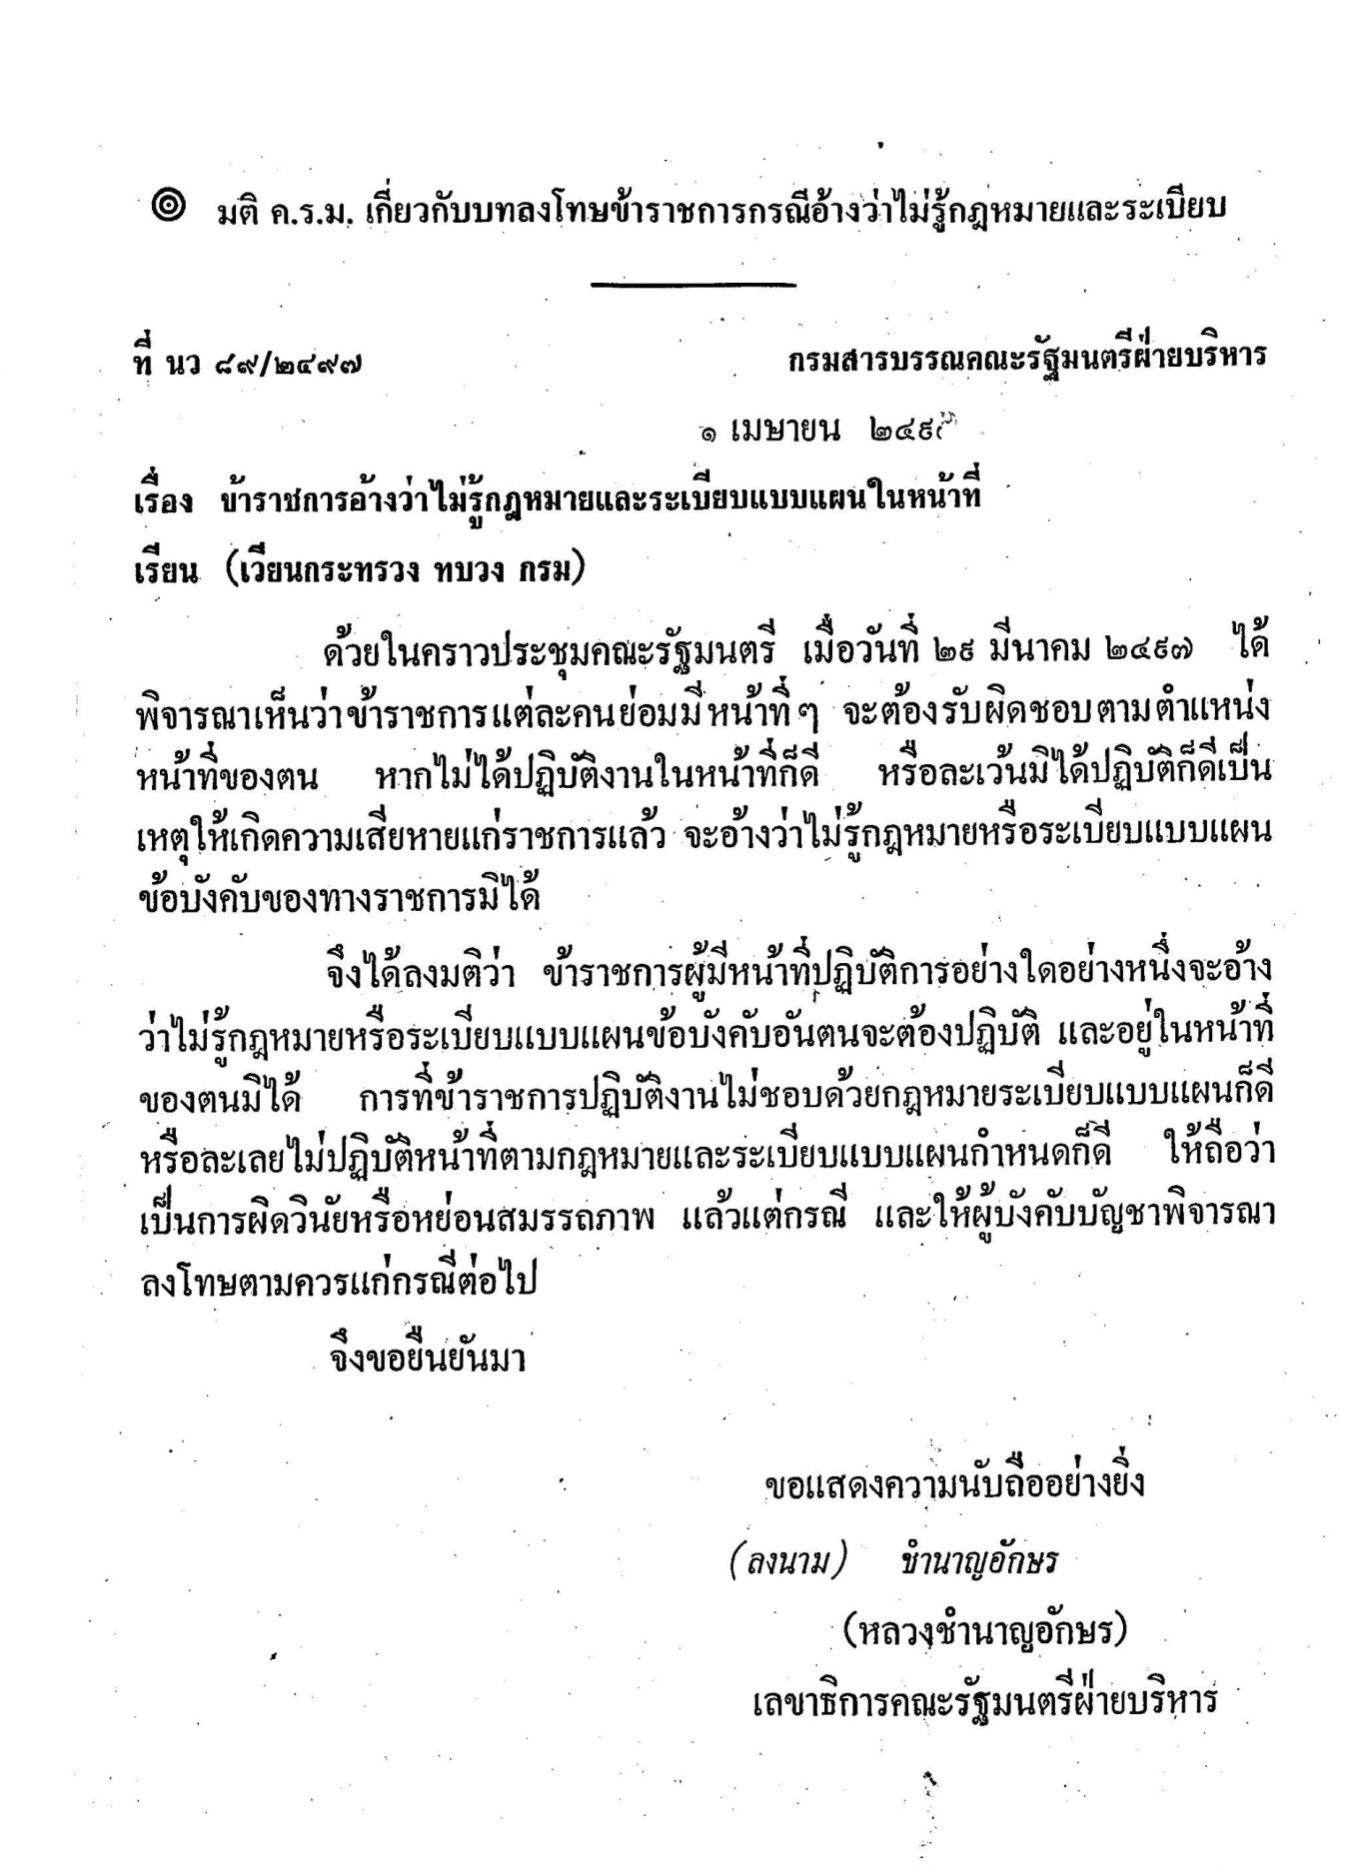 มติ ค.ร.ม. เกี่ยวกับบทลงโทษข้าราชการกรณีอ้างว่าไม่รู้กฎหมายและระเบียบ
ที่ นว ๘๙/๒๔๙๗
กรมสารบรรณคณะรัฐมนตรีฝ่ายบริหาร
๑ เมษายน
เรื่อง ข้าราชการอ้างว่าไม่รู้กฎหมายและระเบียบแบบแผนในหน้าที่
เรียน (เวียนกระทรวง ทบวง กรม)
ด้วยในคราวประชุมคณะรัฐมนตรี เมื่อวันที่ ๒๙ มีนาคม ๒๔๙๗ ได้
พิจารณาเห็นว่าข้าราชการแต่ละคนย่อมมีหน้าที่ๆ จะต้องรับผิดชอบตามตำแหน่ง
หน้าที่ของตน หากไม่ได้ปฏิบัติงานในหน้าที่ก็ดี หรือละเว้นมิได้ปฏิบัติก็ดีเป็น
เหตุให้เกิดความเสียหายแก่ราชการแล้ว จะอ้างว่าไม่รู้กฎหมายหรือระเบียบแบบแผน
ข้อบังคับของทางราชการมิได้
จึงได้ลงมติว่า ข้าราชการผู้มีหน้าที่ปฏิบัติการอย่างใดอย่างหนึ่งจะอ้าง
ว่าไม่รู้กฎหมายหรือระเบียบแบบแผนข้อบังคับอันตนจะต้องปฏิบัติ และอยู่ในหน้าที่
ของตนมิได้ การที่ข้าราชการปฏิบัติงานไม่ชอบด้วยกฎหมายระเบียบแบบแผนก็ดี
หรือละเลยไม่ปฏิบัติหน้าที่ตามกฎหมายและระเบียบแบบแผนกำหนดก็ดี ให้ถือว่า
เป็นการผิดวินัยหรือหย่อนสมรรถภาพ แล้วแต่กรณี และให้ผู้บังคับบัญชาพิจารณา
ลงโทษตามควรแก่กรณีต่อไป
จึงขอยืนยันมา
ขอแสดงความนับถืออย่างยิ่ง
(ลงนาม) ชำนาญอักษร
(หลวงชำนาญอักษร)
เลขาธิการคณะรัฐมนตรีฝ่ายบริหาร